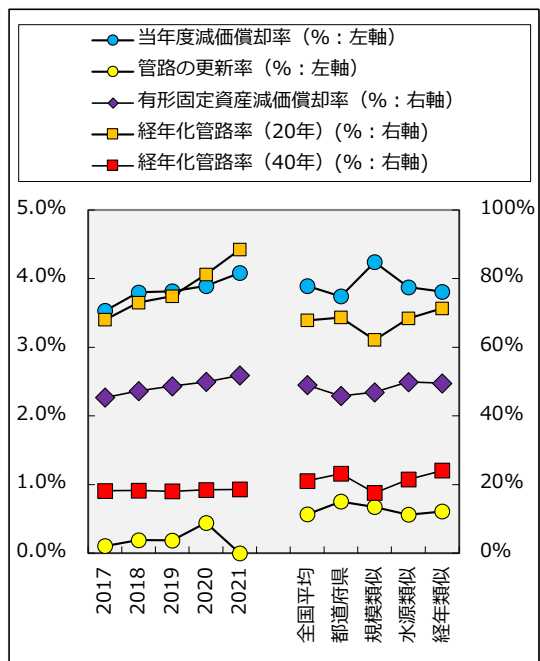 当年度減価償却率（%：左軸）
管路の更新率（%：左軸）
有形固定資産減価償却率（%：右軸）
経年化管路率（20年）(%：右軸)
経年化管路率（40年）(%：右軸)
5.0%
4.0%
3.0%
2.0%
1.0%
0.0%
100%
80%
60%
40%
20%
0%
2017
2018
2019
2020
2021
全国平均
都道府県
規模類似
水源類似
経年類似